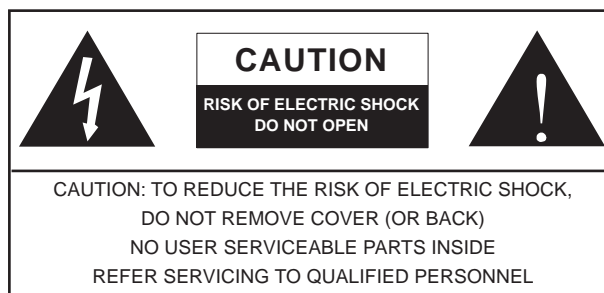 CAUTION
RISK OF ELECTRIC SHOCK
DO NOT OPEN
!
CAUTION: TO REDUCE THE RISK OF ELECTRIC SHOCK,
DO NOT REMOVE COVER (OR BACK)
NO USER SERVICEABLE PARTS INSIDE
REFER SERVICING TO QUALIFIED PERSONNEL